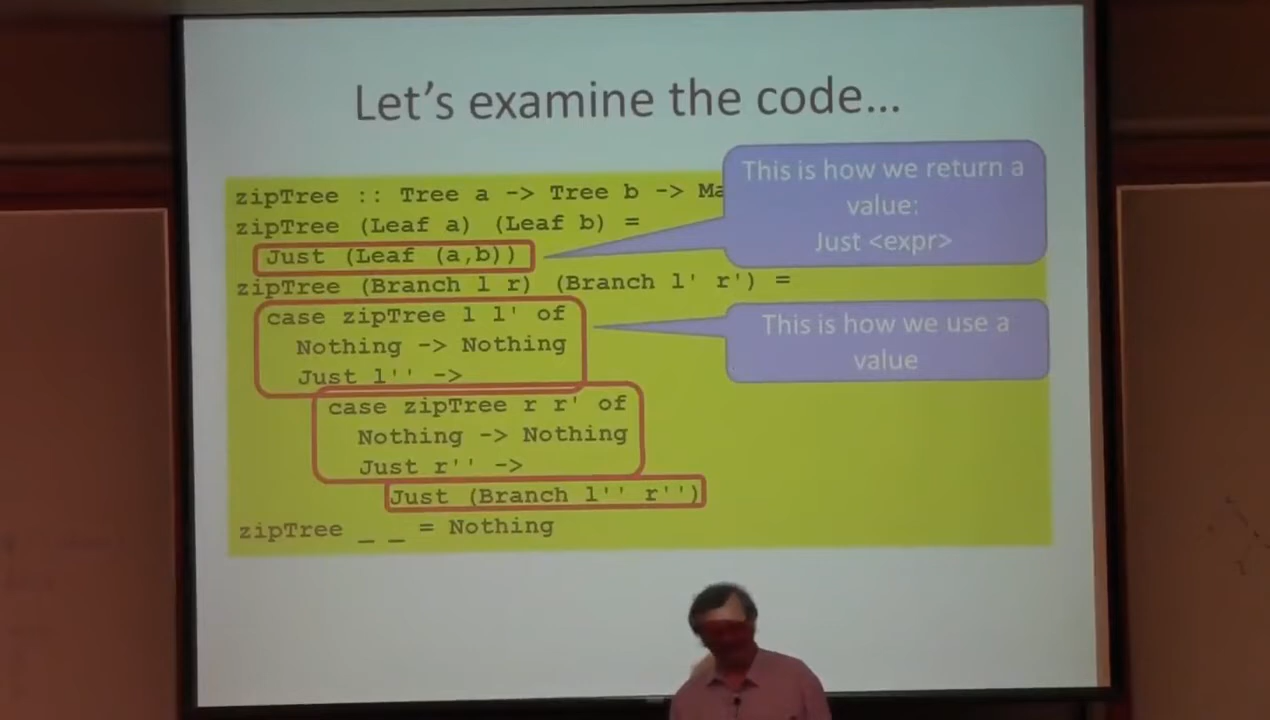 Let's examine the code...
zipTree :: Tree a -> Tree b -> Ma
zipTree (Leaf a) (Leaf b) =
Just (Leaf (a,b))
zipTree (Branch l r) (Branch l' r') =
case zipTree l l' of
Nothing -> Nothing
Just l'' ->
case zipTree r r' of
Nothing -> Nothing
Just r'' ->
Just (Branch l'' r'')
zipTree _ _ = Nothing
This is how we return a
value:
Just <expr>
This is how we use a
value